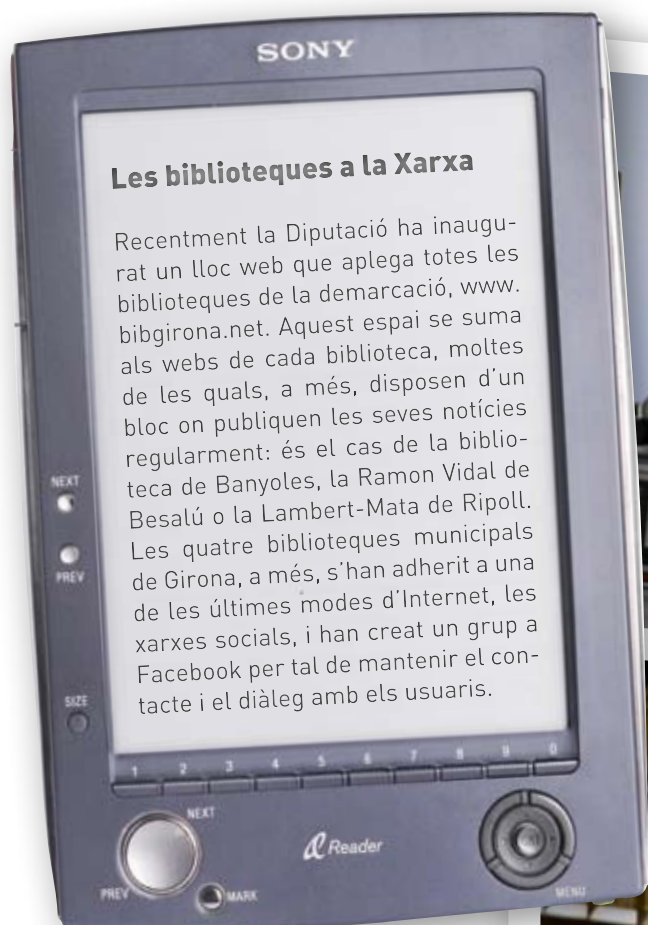 SONY
Les biblioteques a la Xarxa
Recentment la Diputació ha inaugu-
rat un lloc web que aplega totes les
biblioteques de la demarcació, www.
bibgirona.net. Aquest espai se suma
als webs de cada biblioteca, moltes
de les quals, a més, disposen d'un
bloc on publiquen les seves notícies
regularment: és el cas de la biblio-
teca de Banyoles, la Ramon Vidal de
Besalú o la Lambert-Mata de Ripoll.
Les quatre biblioteques municipals
de Girona, a més, s'han adherit a una
de les últimes modes d'Internet, les
xarxes socials, i han creat un grup a
Facebook per tal de mantenir el con-
tacte i el diàleg amb els usuaris.
NEXT
PREV
SIZE
1 2 3 4 5 6 7 8 9 0
NEXT
PREV
MARK
Reader
MENU